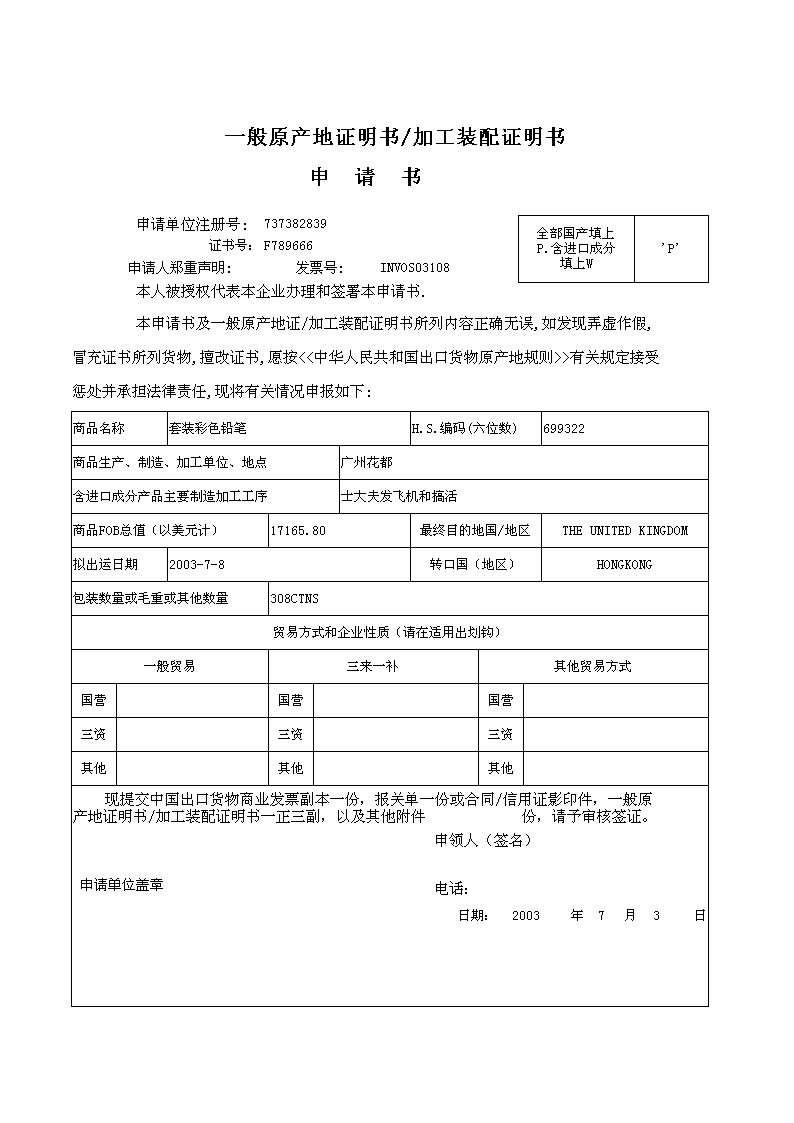 一般原产地证明书/加工装配证明书
申 请 书
申请单位注册号: 737382839
证书号: F789666
全部国产填上
P.含进口成分
填上W
'P'
申请人郑重声明: 发票号: INVOS03108
本人被授权代表本企业办理和签署本申请书.
本申请书及一般原产地证/加工装配证明书所列内容正确无误,如发现弄虚作假,
冒充证书所列货物,擅改证书,愿按<<中华人民共和国出口货物原产地规则>>有关规定接受
惩处并承担法律责任,现将有关情况申报如下:
商品名称 套装彩色铅笔 H.S.编码(六位数) 699322
商品生产、制造、加工单位、地点 广州花都
含进口成分产品主要制造加工工序 士大夫发飞机和搞活
商品FOB总值（以美元计） 17165.80 最终目的地国/地区 THE UNITED KINGDOM
拟出运日期 2003-7-8 转口国（地区） HONGKONG
包装数量或毛重或其他数量 308CTNS
贸易方式和企业性质（请在适用出划钩）
一般贸易 三来一补 其他贸易方式
国营 国营 国营
三资 三资 三资
其他 其他 其他
现提交中国出口货物商业发票副本一份，报关单一份或合同/信用证影印件，一般原
产地证明书/加工装配证明书一正三副，以及其他附件 份，请予审核签证。
申领人（签名）
申请单位盖章 电话：
日期： 2003 年 7 月 3 日